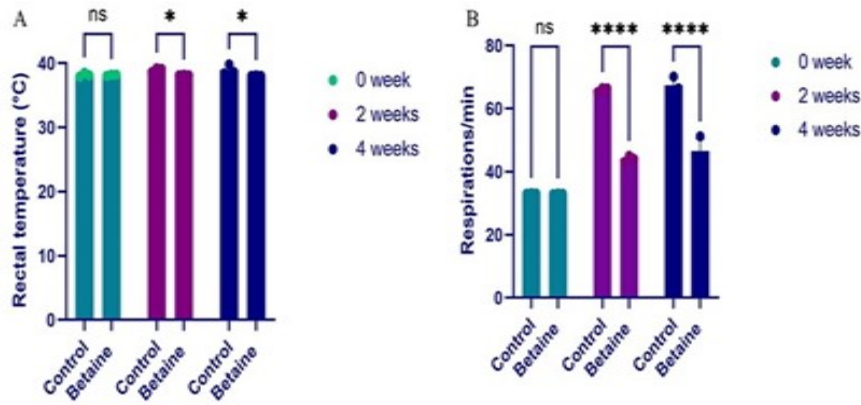 A
ns
*
*
Rectal temperature (°C)
40
30
20
10
0
Control
Betaine
Control
Betaine
Control
Betaine
0 week
2 weeks
4 weeks
B
ns
****
****
Respirations/min
80
60
40
20
0
Control
Betaine
Control
Betaine
Control
Betaine
0 week
2 weeks
4 weeks